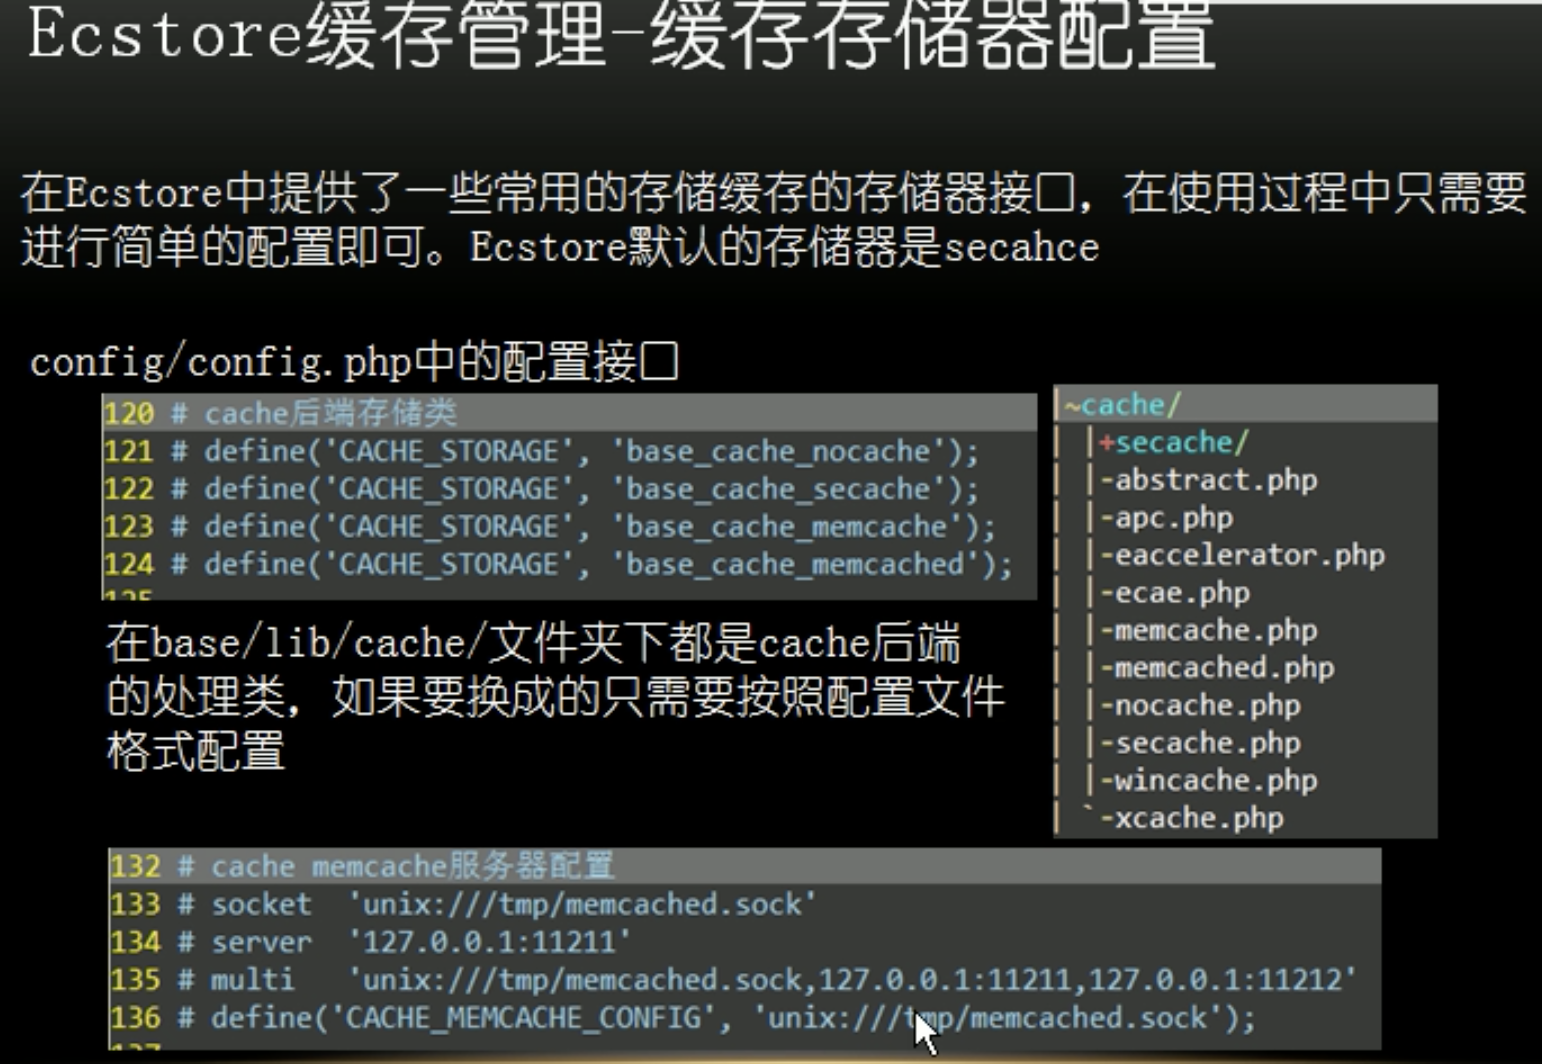 Ecstore缓存管理-缓存存储器配置
在Ecstore中提供了一些常用的存储缓存的存储器接口，在使用过程中只需要
进行简单的配置即可。Ecstore默认的存储器是secahce
config/config.php中的配置接口
120 # cache后端存储类
121 # define('CACHE_STORAGE', 'base_cache_nocache');
122 # define('CACHE_STORAGE', 'base_cache_secache');
123 # define('CACHE_STORAGE', 'base_cache_memcache');
124 # define('CACHE_STORAGE', 'base_cache_memcached');
125
在base/lib/cache/文件夹下都是cache后端
的处理类，如果要换成的只需要按照配置文件
格式配置
|~cache/
| |+secache/
| |-abstract.php
| |-apc.php
| |-eaccelerator.php
| |-ecae.php
| |-memcache.php
| |-memcached.php
| |-nocache.php
| |-secache.php
| |-wincache.php
| `-xcache.php
132 # cache memcache服务器配置
133 # socket  'unix:///tmp/memcached.sock'
134 # server  '127.0.0.1:11211'
135 # multi   'unix:///tmp/memcached.sock,127.0.0.1:11211,127.0.0.1:11212'
136 # define('CACHE_MEMCACHE_CONFIG', 'unix:///tmp/memcached.sock');
137